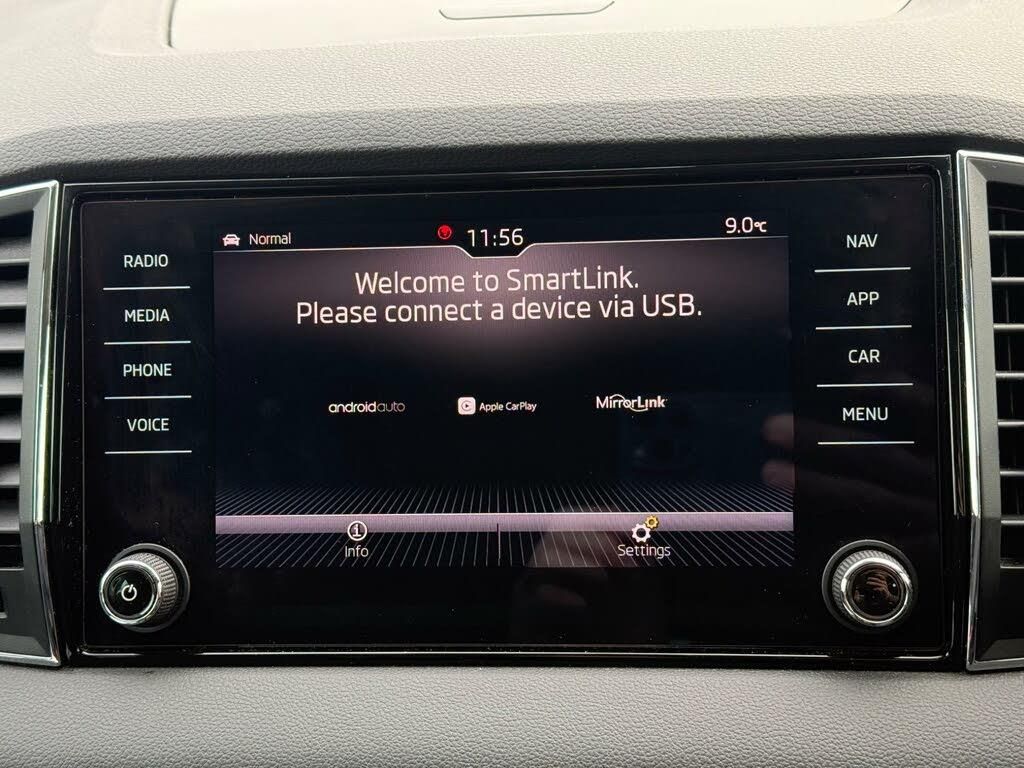 RADIO
MEDIA
PHONE
VOICE
Normal
11:56
9.0°C
Welcome to SmartLink.
Please connect a device via USB.
androidauto
Apple CarPlay
MirrorLink
Info
Settings
NAV
APP
CAR
MENU